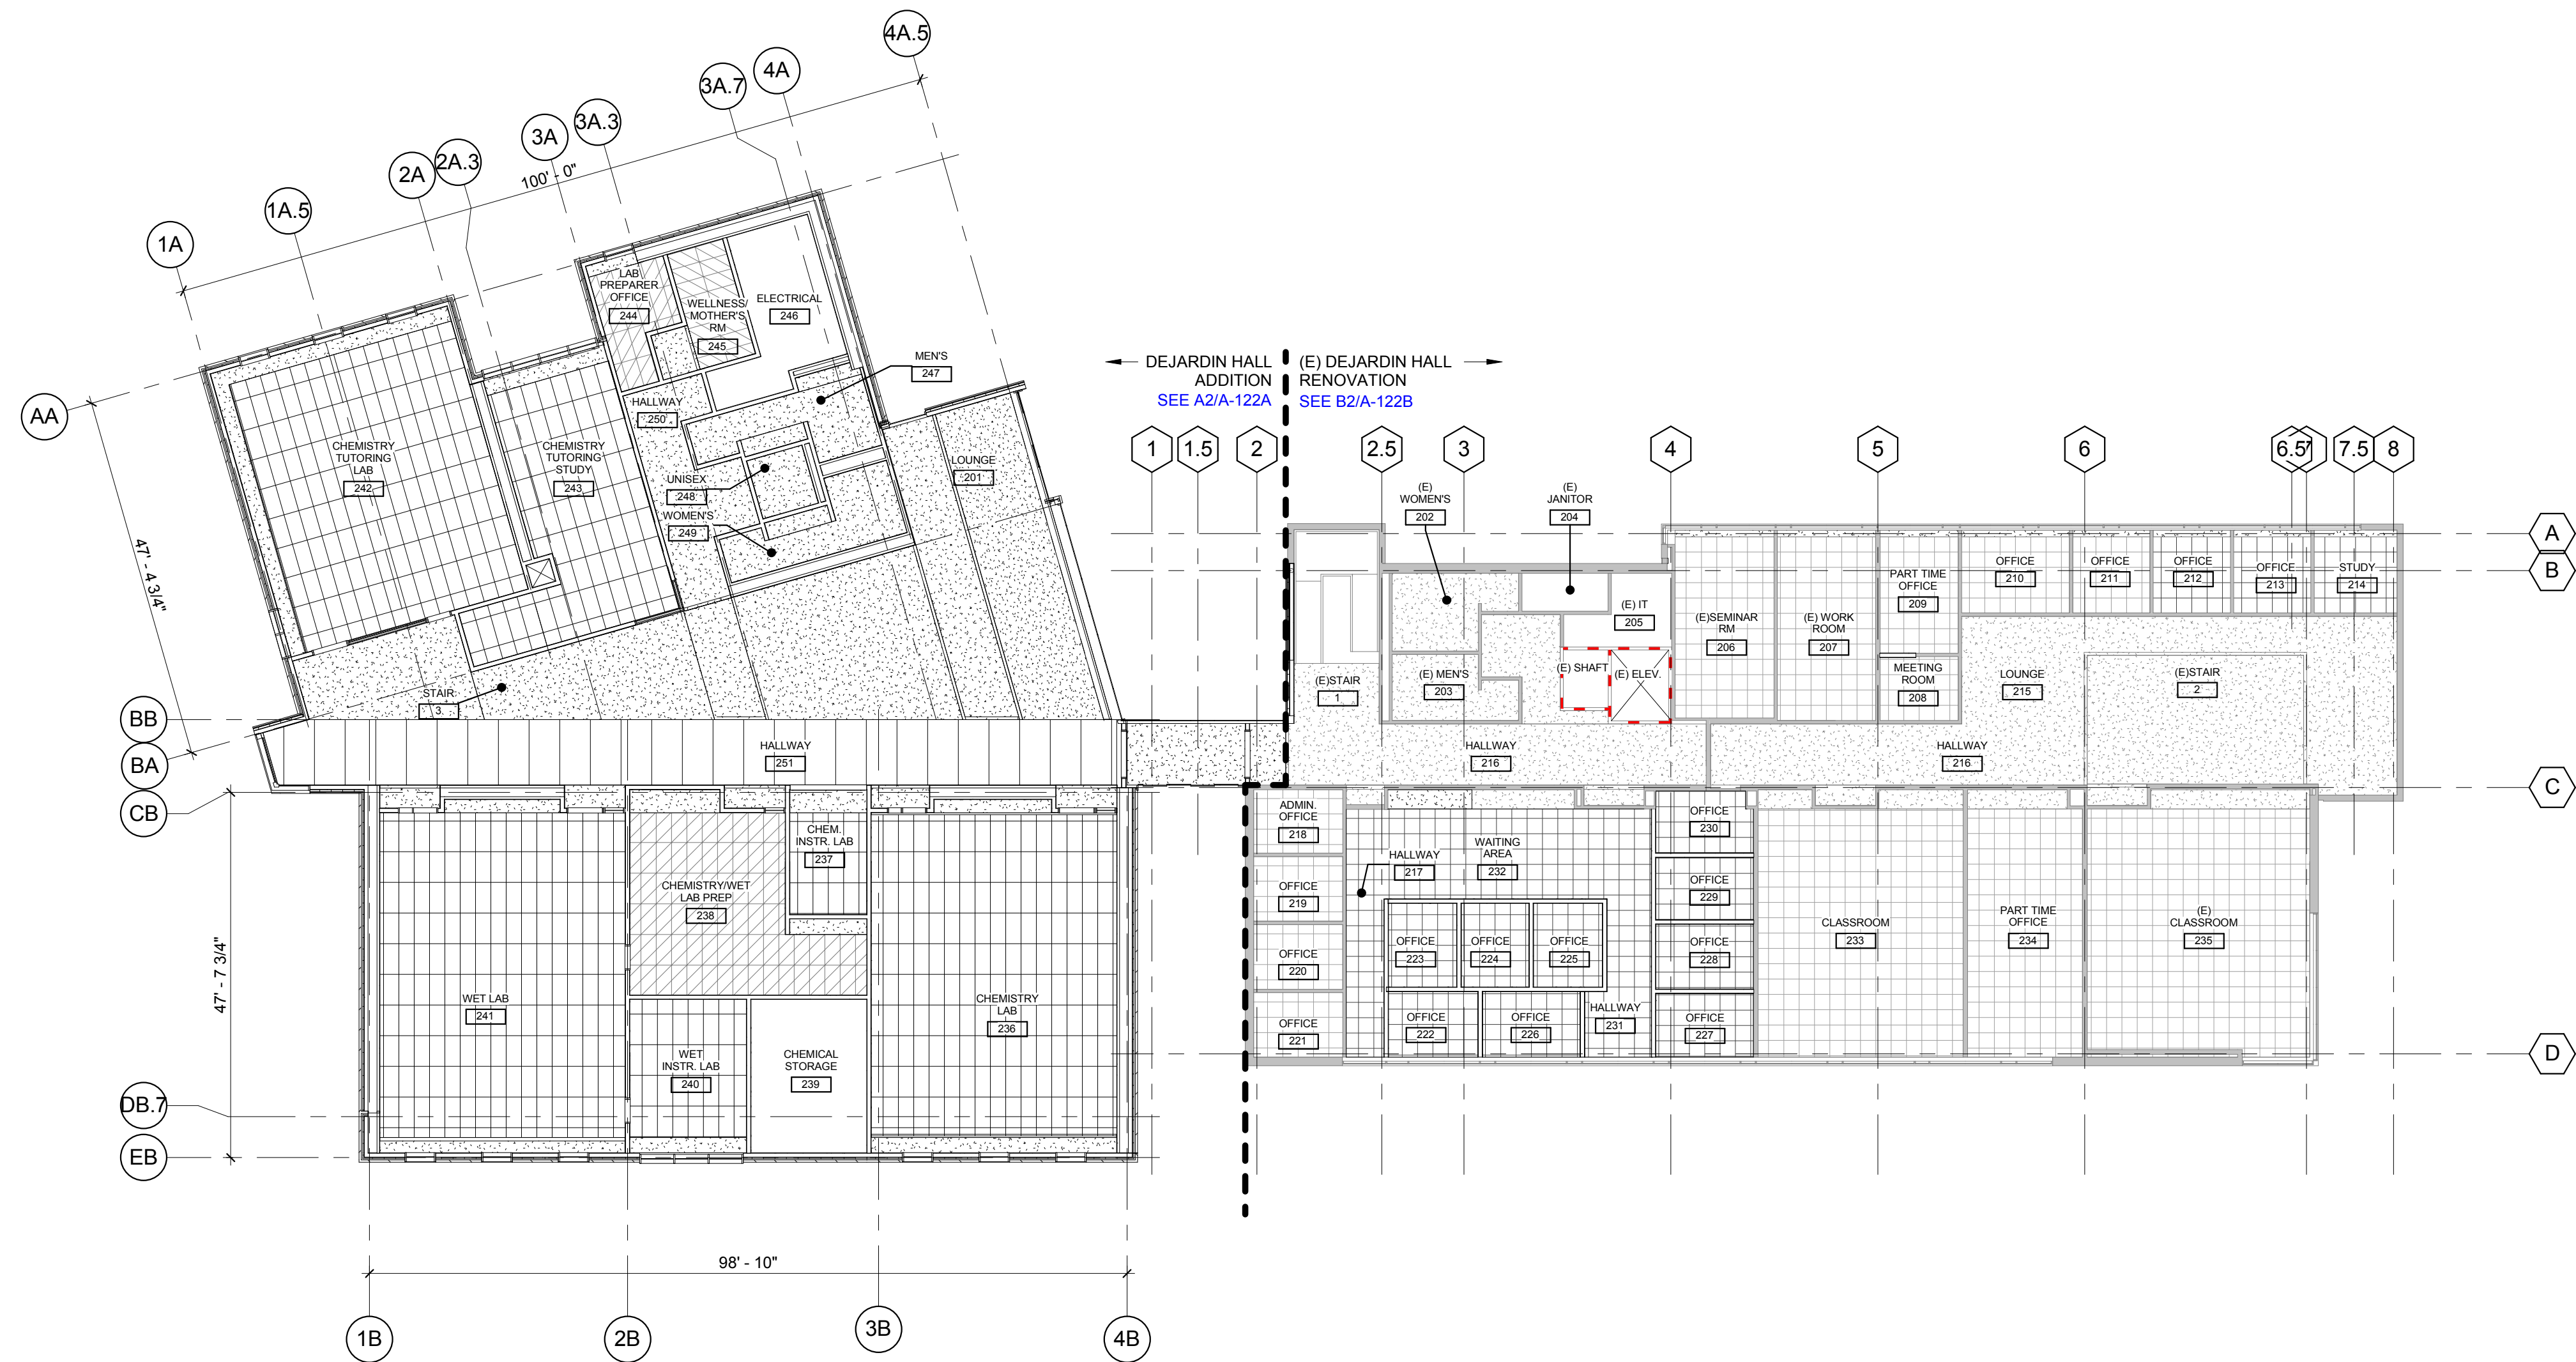 4A.5
4A
3A.7
3A.3
3A
2A.3
2A
1A.5
1A
100' - 0"
AA
47' - 4 3/4"
BB
BA
CB
47' - 7 3/4"
DB.7
EB
98' - 10"
1B
2B
3B
4B
LAB
PREPARER
OFFICE
244
WELLNESS/
MOTHER'S
RM
245
ELECTRICAL
246
MEN'S
247
HALLWAY
250
CHEMISTRY
TUTORING
LAB
242
CHEMISTRY
TUTORING
STUDY
243
UNISEX
248
WOMEN'S
249
LOUNGE
201
STAIR
3
HALLWAY
251
CHEM.
INSTR. LAB
237
CHEMISTRY/WET
LAB PREP
238
WET LAB
241
CHEMISTRY
LAB
236
WET
INSTR. LAB
240
CHEMICAL
STORAGE
239
DEJARDIN HALL
ADDITION
SEE A2/A-122A
(E) DEJARDIN HALL
RENOVATION
SEE B2/A-122B
1
1.5
2
2.5
3
4
5
6
6.5
7
7.5
8
A
B
C
D
(E)
WOMEN'S
202
(E)
JANITOR
204
(E) IT
205
(E)STAIR
1
(E) MEN'S
203
(E) SHAFT
(E) ELEV.
(E)SEMINAR
RM
206
(E) WORK
ROOM
207
PART TIME
OFFICE
209
MEETING
ROOM
208
OFFICE
210
OFFICE
211
OFFICE
212
OFFICE
213
STUDY
214
LOUNGE
215
(E)STAIR
2
HALLWAY
216
HALLWAY
216
ADMIN.
OFFICE
218
OFFICE
219
OFFICE
220
OFFICE
221
HALLWAY
217
WAITING
AREA
232
OFFICE
223
OFFICE
224
OFFICE
225
OFFICE
222
OFFICE
226
HALLWAY
231
OFFICE
230
OFFICE
229
OFFICE
228
OFFICE
227
CLASSROOM
233
PART TIME
OFFICE
234
(E)
CLASSROOM
235